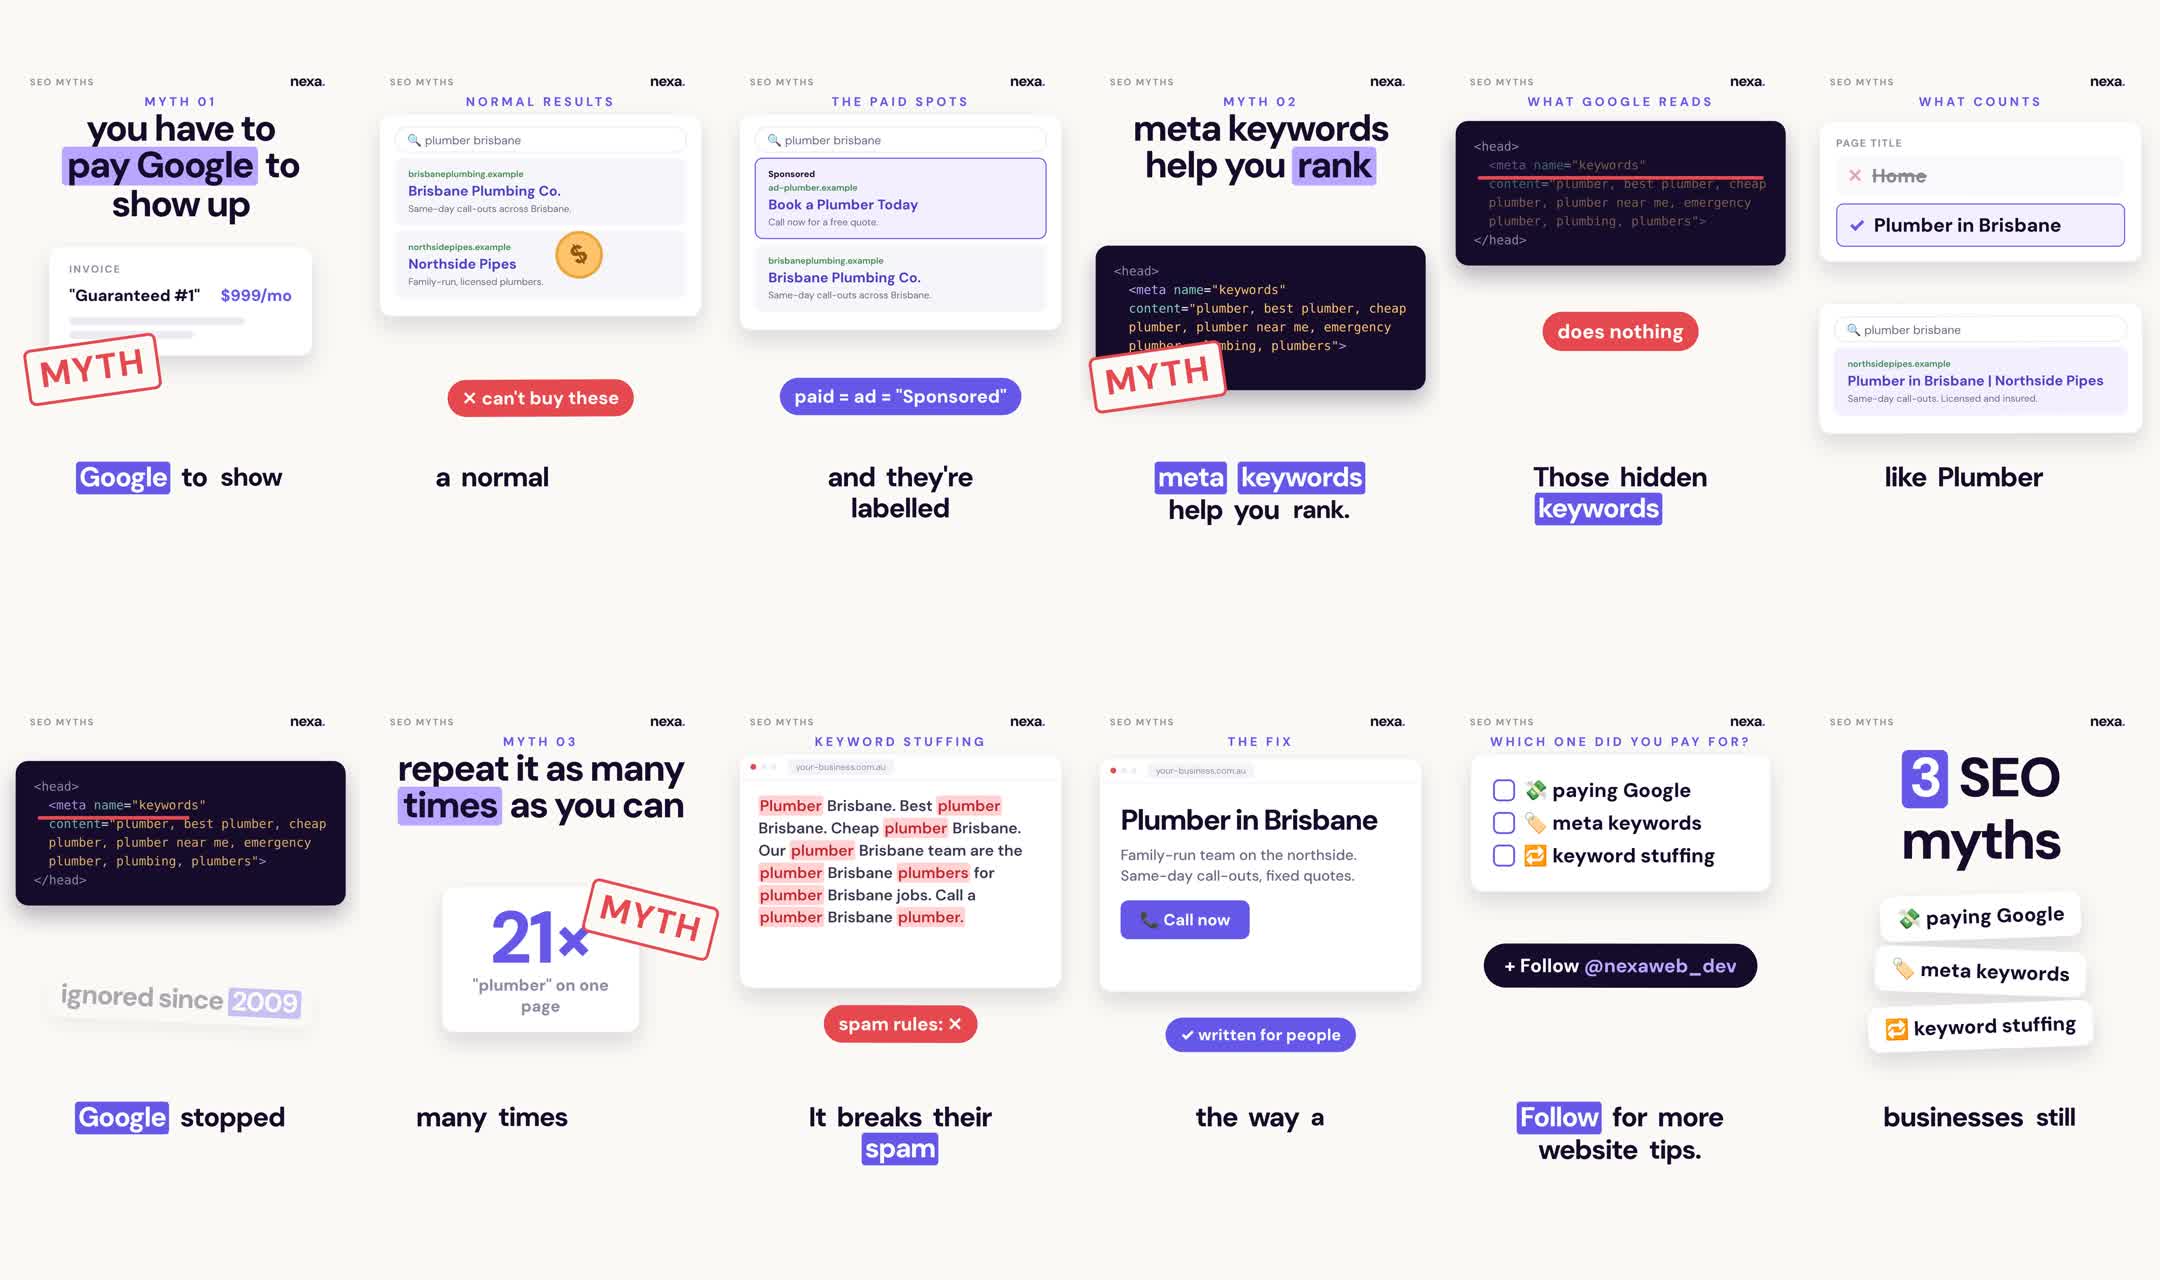 SEO MYTHS
nexa.
MYTH 01
you have to
pay Google to
show up
INVOICE
"Guaranteed #1" $999/mo
MYTH
Google to show
SEO MYTHS
nexa.
NORMAL RESULTS
plumber brisbane
brisbaneplumbing.example
Brisbane Plumbing Co.
Same-day call-outs across Brisbane.
northsidepipes.example
Northside Pipes
Family-run, licensed plumbers.
$
✕ can't buy these
a normal
SEO MYTHS
nexa.
THE PAID SPOTS
plumber brisbane
Sponsored
ad-plumber.example
Book a Plumber Today
Call now for a free quote.
brisbaneplumbing.example
Brisbane Plumbing Co.
Same-day call-outs across Brisbane.
paid = ad = "Sponsored"
and they're
labelled
SEO MYTHS
nexa.
MYTH 02
meta keywords
help you rank
<head>
<meta name="keywords"
content="plumber, best plumber, cheap
plumber, plumber near me, emergency
plumber, plumbing, plumbers">
MYTH
meta keywords
help you rank.
SEO MYTHS
nexa.
WHAT GOOGLE READS
<head>
<meta name="keywords"
content="plumber, best plumber, cheap
plumber, plumber near me, emergency
plumber, plumbing, plumbers">
</head>
does nothing
Those hidden
keywords
SEO MYTHS
nexa.
WHAT COUNTS
PAGE TITLE
✕ Home
✓ Plumber in Brisbane
plumber brisbane
northsidepipes.example
Plumber in Brisbane | Northside Pipes
Same-day call-outs. Licensed and insured.
like Plumber
SEO MYTHS
nexa.
<head>
<meta name="keywords"
content="plumber, best plumber, cheap
plumber, plumber near me, emergency
plumber, plumbing, plumbers">
</head>
ignored since 2009
Google stopped
SEO MYTHS
nexa.
MYTH 03
repeat it as many
times as you can
21×
"plumber" on one
page
MYTH
many times
SEO MYTHS
nexa.
KEYWORD STUFFING
your-business.com.au
Plumber Brisbane. Best plumber
Brisbane. Cheap plumber Brisbane.
Our plumber Brisbane team are the
plumber Brisbane plumbers for
plumber Brisbane jobs. Call a
plumber Brisbane plumber.
spam rules: ✕
It breaks their
spam
SEO MYTHS
nexa.
THE FIX
your-business.com.au
Plumber in Brisbane
Family-run team on the northside.
Same-day call-outs, fixed quotes.
Call now
✓ written for people
the way a
SEO MYTHS
nexa.
WHICH ONE DID YOU PAY FOR?
paying Google
meta keywords
keyword stuffing
+ Follow @nexaweb_dev
Follow for more
website tips.
SEO MYTHS
nexa.
3 SEO
myths
paying Google
meta keywords
keyword stuffing
businesses still